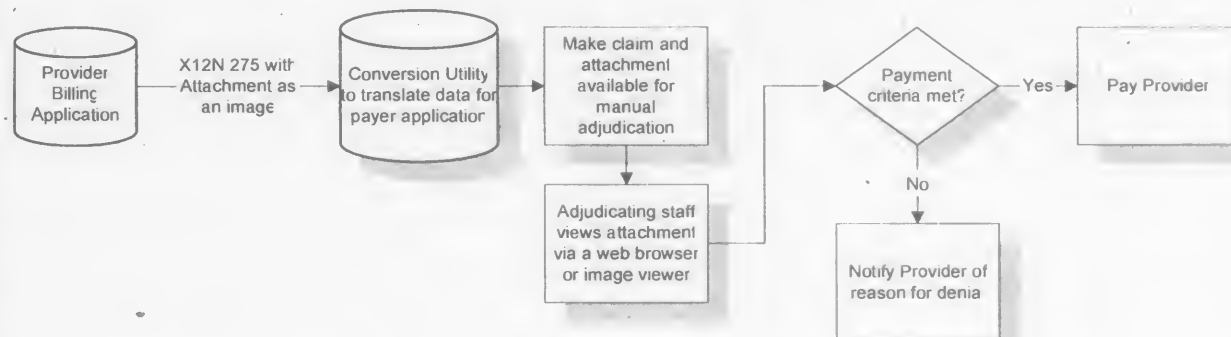 Provider
Billing
Application
X12N 275 with
Attachment as
an image
Conversion Utility
to translate data for
payer application
Make claim and
attachment
available for
manual
adjudication
Adjudicating staff
views attachment
via a web browser
or image viewer
Payment
criteria met?
Yes
Pay Provider
No
Notify Provider of
reason for denia